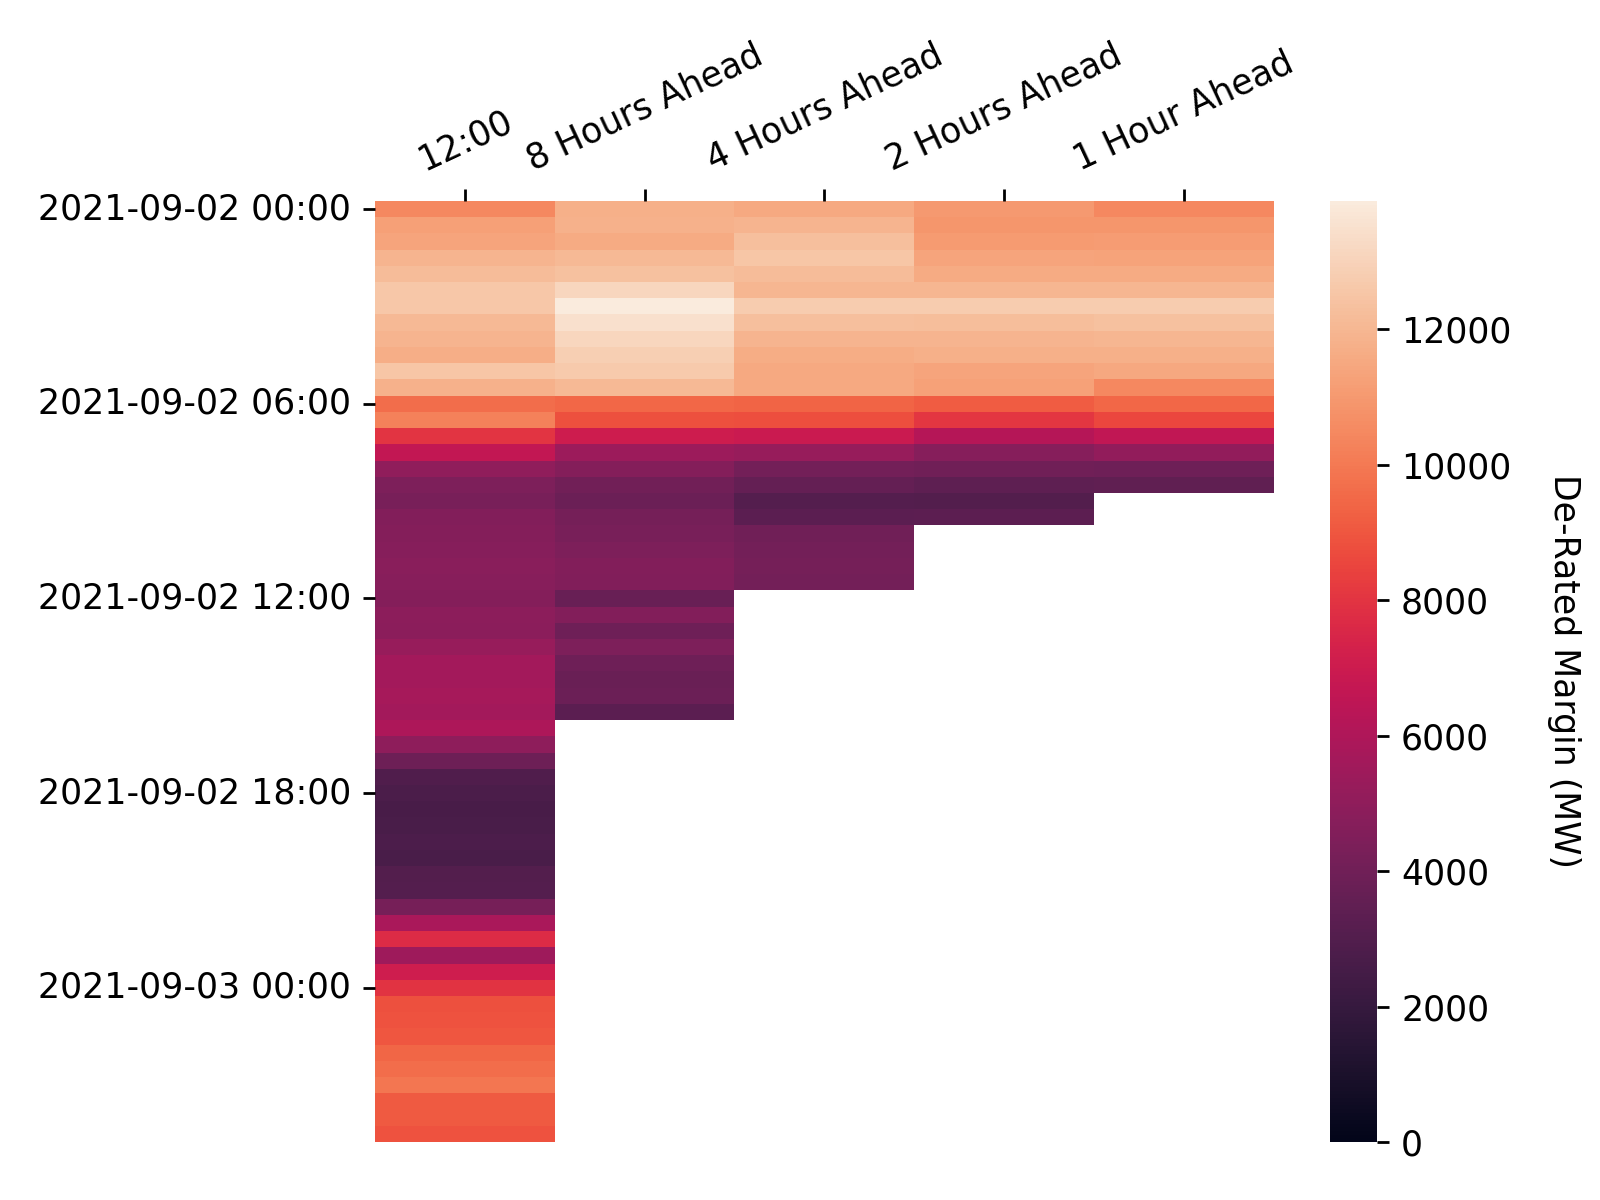 12:00
8 Hours Ahead
4 Hours Ahead
2 Hours Ahead
1 Hour Ahead
2021-09-02 00:00
2021-09-02 06:00
2021-09-02 12:00
2021-09-02 18:00
2021-09-03 00:00
12000
10000
8000
6000
4000
2000
0
De-Rated Margin (MW)